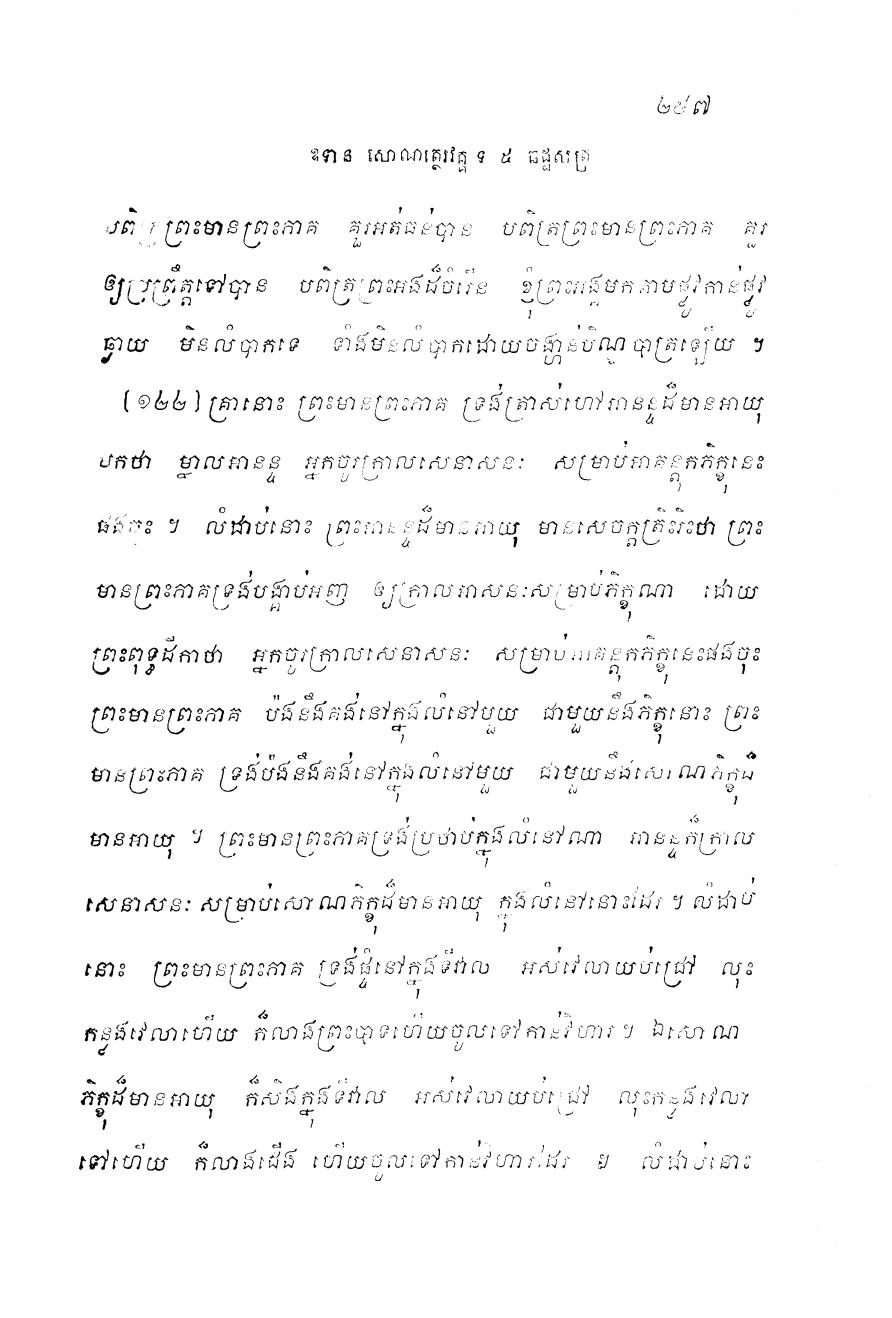 ២៥៧
ឧទាន សោណត្ថេរវគ្គ ទី ៥ ឆដ្ឋសូត្រ
បពិត្រព្រះមានព្រះភាគ គួរអត់ធន់បាន បពិត្រព្រះមានព្រះភាគ គួរ
ឲ្យប្រព្រឹត្តទៅបាន បពិត្រព្រះអង្គដ៏ចំរើន ខ្ញុំព្រះអង្គមកតាមផ្លូវកាន់ផ្លូវ
ឆ្ងាយ មិនលំបាកទេ ទាំងមិនលំបាកដោយចង្ហាន់បិណ្ឌបាត្រឡើយ ។
(១២២) គ្រានោះ ព្រះមានព្រះភាគ ទ្រង់ត្រាស់ហៅអានន្ទដ៏មានអាយុ
មកថា ម្នាលអានន្ទ អ្នកចូរក្រាលសេនាសនៈ សម្រាប់អាគន្តុកភិក្ខុនេះ
ផងចុះ ។ លំដាប់នោះ ព្រះអានន្ទដ៏មានអាយុ មានសេចក្តីត្រិះរិះថា ព្រះ
មានព្រះភាគទ្រង់បង្គាប់អញ ឲ្យក្រាលអាសនៈសម្រាប់ភិក្ខុណា ដោយ
ព្រះពុទ្ធដីកាថា អ្នកចូរក្រាលសេនាសនៈ សម្រាប់អាគន្តុកភិក្ខុនេះផងចុះ
ព្រះមានព្រះភាគ ប៉ងនឹងគង់នៅក្នុងលំនៅមួយ ជាមួយនឹងភិក្ខុនោះ ព្រះ
មានព្រះភាគ ទ្រង់ប៉ងនឹងគង់នៅក្នុងលំនៅមួយ ជាមួយនឹងសោណភិក្ខុដ៏
មានអាយុ ។ ព្រះមានព្រះភាគទ្រង់ប្រថាប់ក្នុងលំនៅណា អានន្ទក៏ក្រាល
សេនាសនៈ សម្រាប់សោណភិក្ខុដ៏មានអាយុ ក្នុងលំនៅនោះដែរ ។ លំដាប់
នោះ ព្រះមានព្រះភាគ ទ្រង់ផ្ទំនៅក្នុងទីវាល អស់វេលាយប់ជ្រៅ លុះ
កន្លងវេលាហើយ ក៏លាងព្រះបាទហើយចូលទៅកាន់វិហារ ។ ឯសោណ
ភិក្ខុដ៏មានអាយុ ក៏សិងក្នុងទីវាល អស់វេលាយប់ជ្រៅ លុះកន្លងវេលា
ទៅហើយ ក៏លាងជើង ហើយចូលទៅកាន់វិហារដែរ ។ លំដាប់នោះ